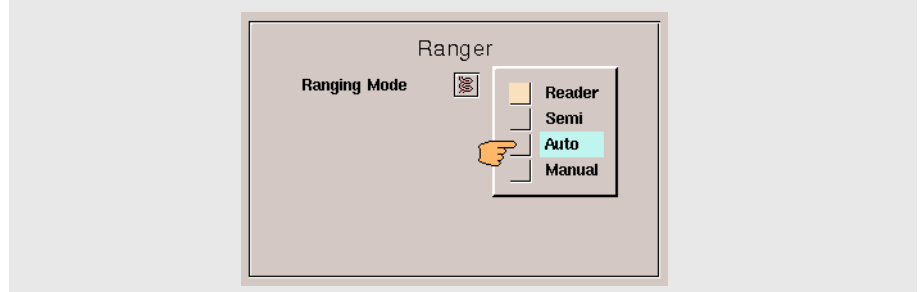 Ranger
Ranging Mode
Reader
Semi
Auto
Manual